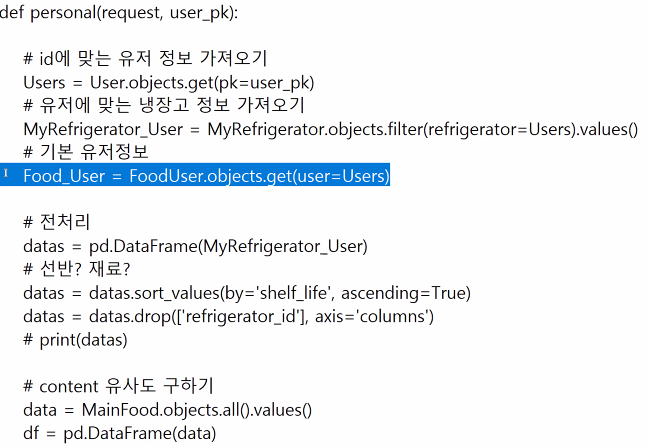 def personal(request, user_pk):
# id에 맞는 유저 정보 가져오기
Users = User.objects.get(pk=user_pk)
# 유저에 맞는 냉장고 정보 가져오기
MyRefrigerator_User = MyRefrigerator.objects.filter(refrigerator=Users).values()
# 기본 유저정보
Food_User = FoodUser.objects.get(user=Users)
# 전처리
datas = pd.DataFrame(MyRefrigerator_User)
# 선반? 재료?
datas = datas.sort_values(by='shelf_life', ascending=True)
datas = datas.drop(['refrigerator_id'], axis='columns')
# print(datas)
# content 유사도 구하기
data = MainFood.objects.all().values()
df = pd.DataFrame(data)